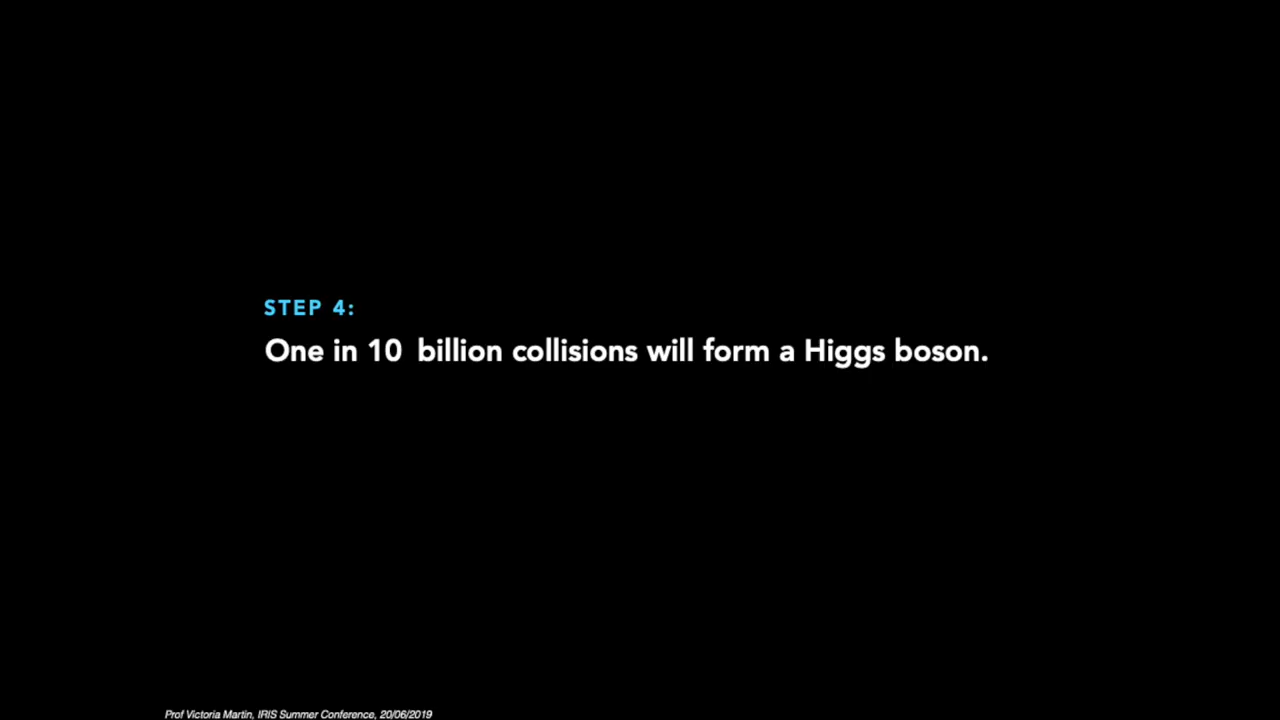 STEP 4:
One in 10 billion collisions will form a Higgs boson.
Prof Victoria Martin, IRIS Summer Conference, 20/06/2019